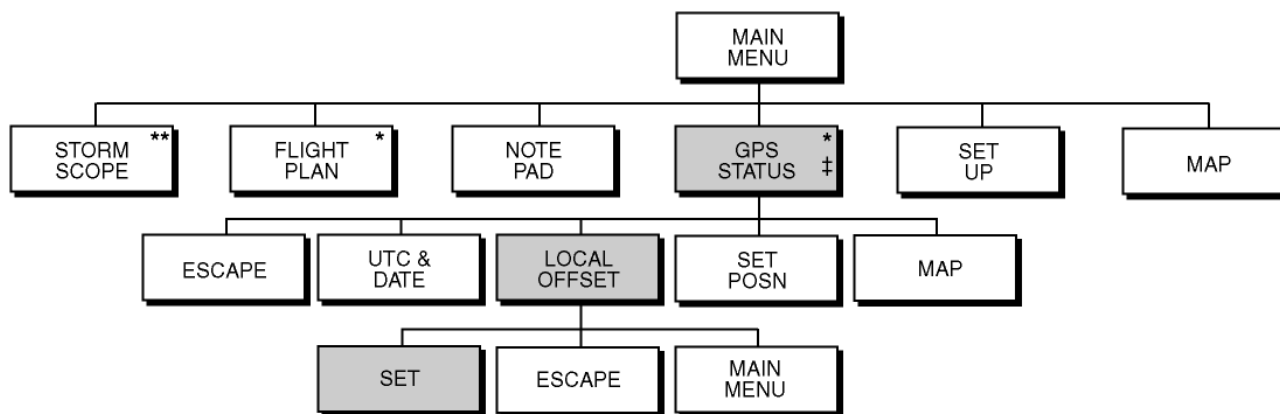 MAIN
MENU
STORM **
SCOPE
FLIGHT *
PLAN
NOTE
PAD
GPS *
STATUS ‡
SET
UP
MAP
ESCAPE
UTC &
DATE
LOCAL
OFFSET
SET
POSN
MAP
SET
ESCAPE
MAIN
MENU